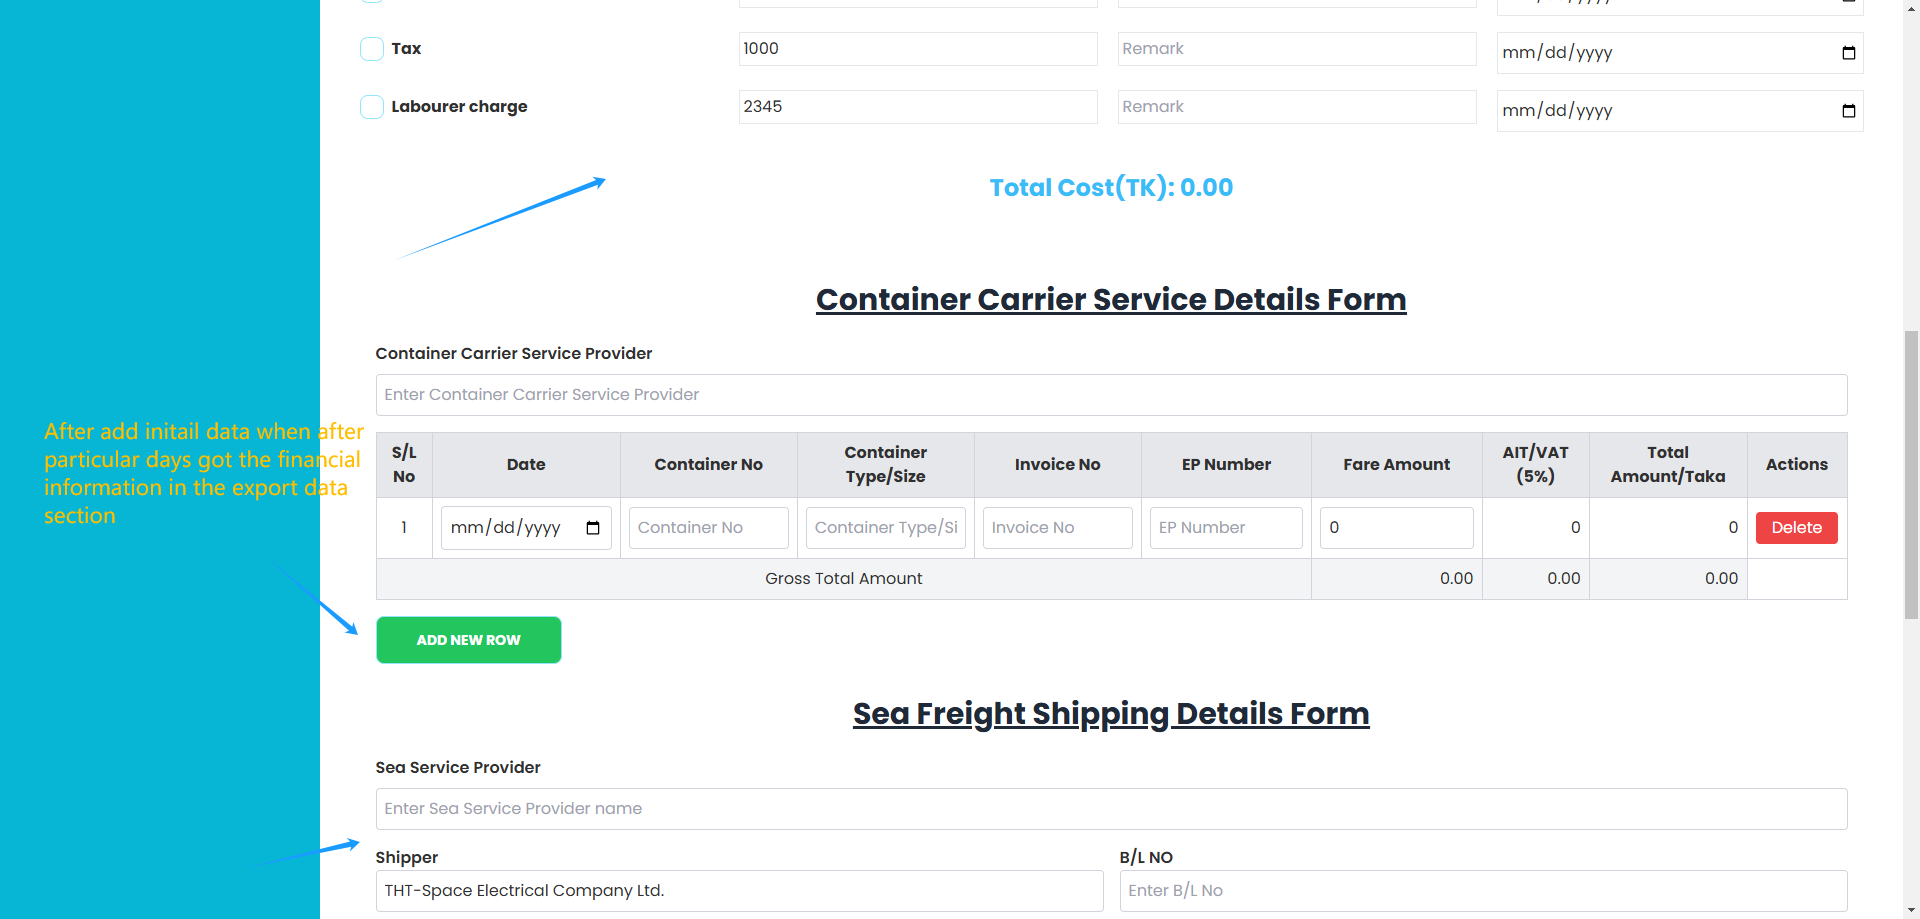 Tax 1000 Remark mm/dd/yyyy
Labourer charge 2345 Remark mm/dd/yyyy
Total Cost(TK): 0.00
Container Carrier Service Details Form
Container Carrier Service Provider
Enter Container Carrier Service Provider
After add initail data when after
particular days got the financial
information in the export data
section
S/L No Date Container No Container Type/Size Invoice No EP Number Fare Amount AIT/VAT (5%) Total Amount/Taka Actions
1 mm/dd/yyyy Container No Container Type/Si Invoice No EP Number 0 0 0 Delete
Gross Total Amount 0.00 0.00 0.00
ADD NEW ROW
Sea Freight Shipping Details Form
Sea Service Provider
Enter Sea Service Provider name
Shipper B/L NO
THT-Space Electrical Company Ltd. Enter B/L No